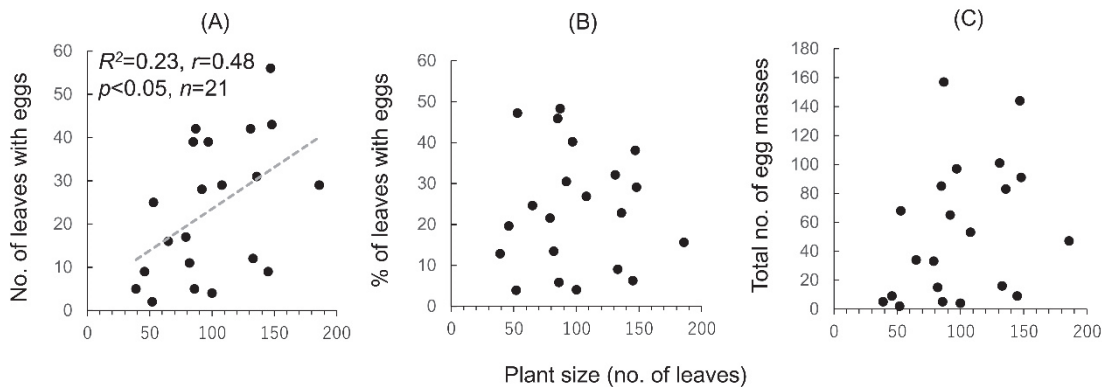 (A)
No. of leaves with eggs
60
50
40
30
20
10
0
R²=0.23, r=0.48
p<0.05, n=21
0 50 100 150 200
(B)
% of leaves with eggs
60
50
40
30
20
10
0
0 50 100 150 200
(C)
Total no. of egg masses
180
160
140
120
100
80
60
40
20
0
0 50 100 150 200
Plant size (no. of leaves)